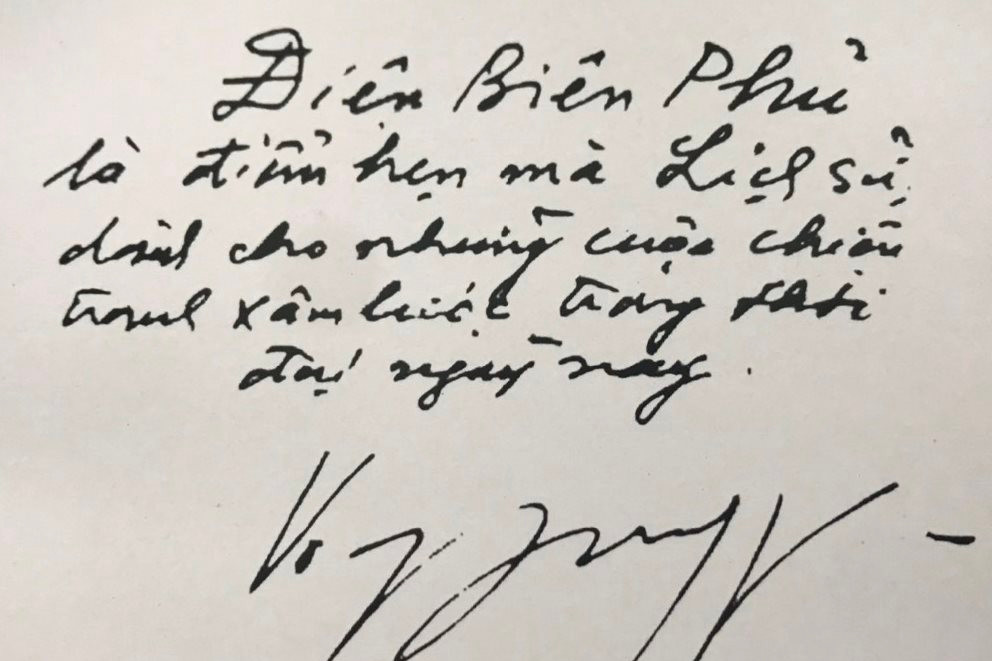 Điện Biên Phủ
là điểm hẹn mà Lịch sử
dành cho những cuộc chiến
tranh xâm lược trong thời
đại ngày nay.